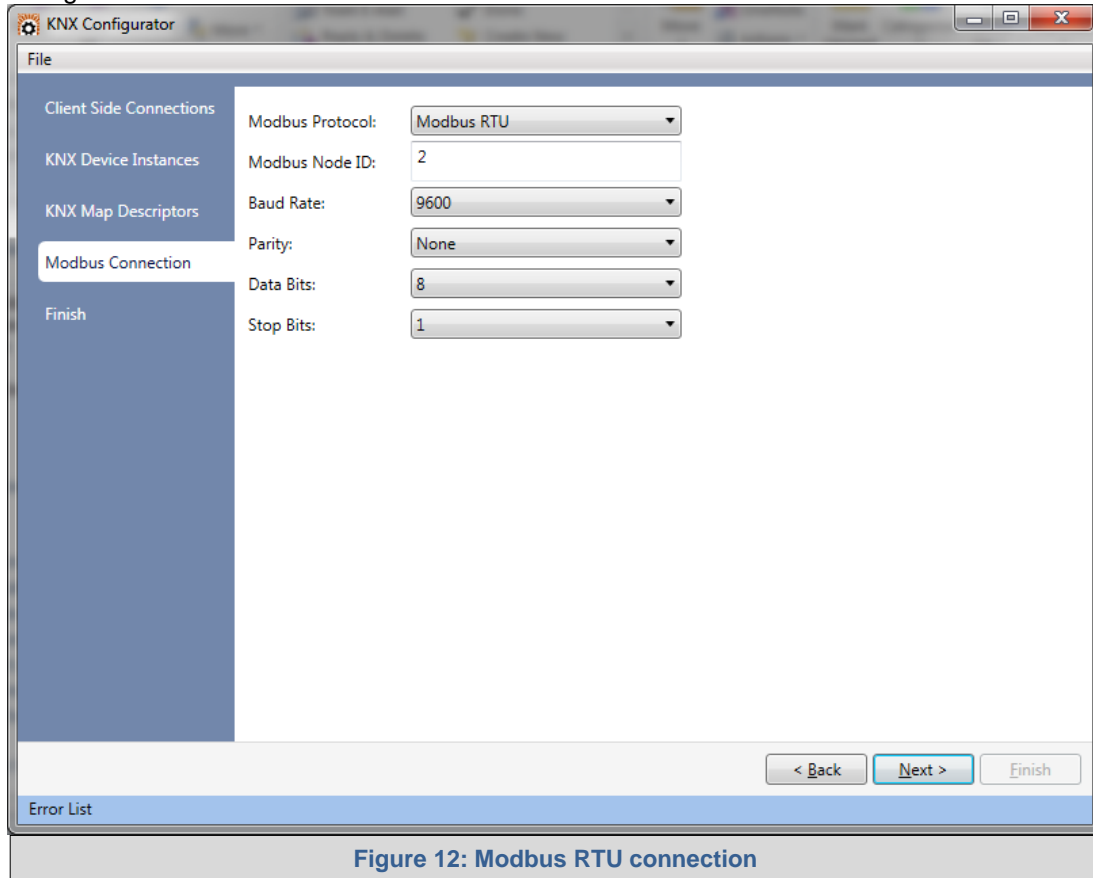 KNX Configurator
File
Client Side Connections
KNX Device Instances
KNX Map Descriptors
Modbus Connection
Finish
Modbus Protocol: Modbus RTU
Modbus Node ID: 2
Baud Rate: 9600
Parity: None
Data Bits: 8
Stop Bits: 1
< Back Next > Finish
Error List
Figure 12: Modbus RTU connection